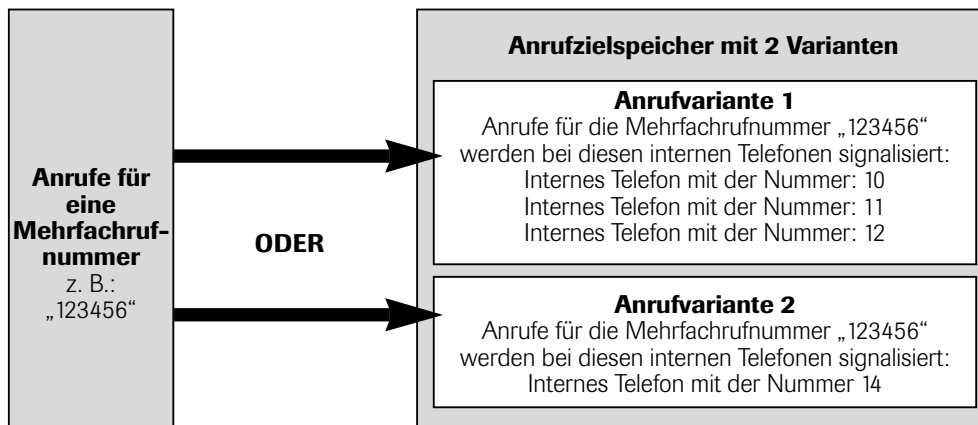 Anrufe für
eine
Mehrfachruf-
nummer
z. B.:
„123456“
ODER
Anrufzielspeicher mit 2 Varianten
Anrufvariante 1
Anrufe für die Mehrfachrufnummer „123456“
werden bei diesen internen Telefonen signalisiert:
Internes Telefon mit der Nummer: 10
Internes Telefon mit der Nummer: 11
Internes Telefon mit der Nummer: 12
Anrufvariante 2
Anrufe für die Mehrfachrufnummer „123456“
werden bei diesen internen Telefonen signalisiert:
Internes Telefon mit der Nummer 14